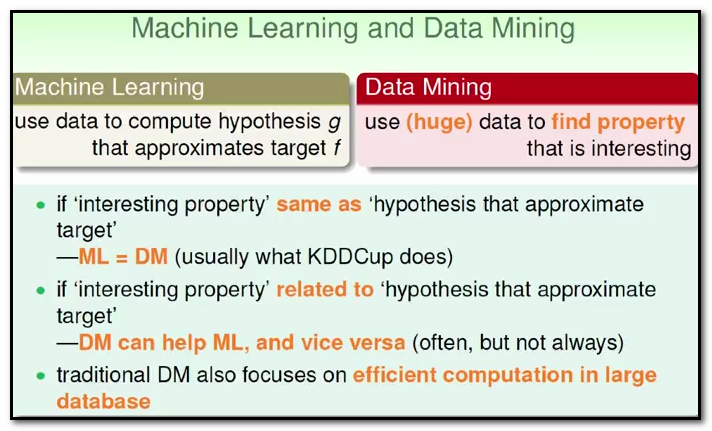 Machine Learning and Data Mining
Machine Learning
use data to compute hypothesis g
that approximates target f
Data Mining
use (huge) data to find property
that is interesting
• if ‘interesting property’ same as ‘hypothesis that approximate
target’
—ML = DM (usually what KDDCup does)
• if ‘interesting property’ related to ‘hypothesis that approximate
target’
—DM can help ML, and vice versa (often, but not always)
• traditional DM also focuses on efficient computation in large
database